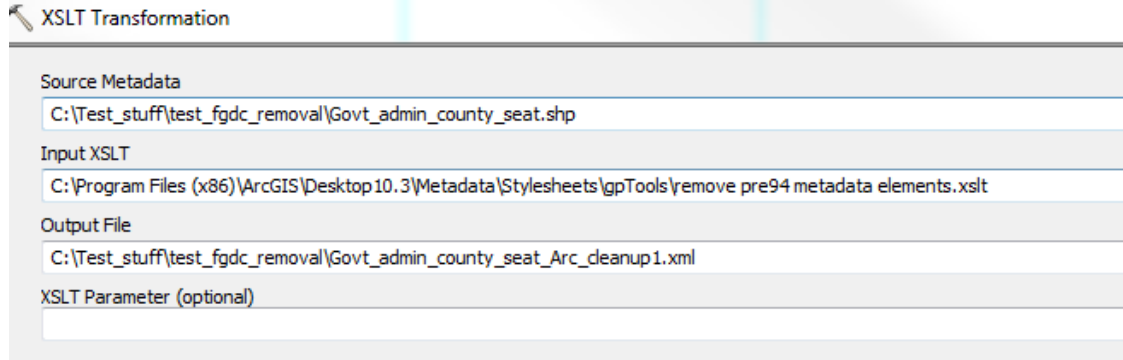 XSLT Transformation
Source Metadata
C:\Test_stuff\test_fgdc_removal\Govt_admin_county_seat.shp
Input XSLT
C:\Program Files (x86)\ArcGIS\Desktop10.3\Metadata\Stylesheets\gpTools\remove pre94 metadata elements.xslt
Output File
C:\Test_stuff\test_fgdc_removal\Govt_admin_county_seat_Arc_cleanup1.xml
XSLT Parameter (optional)